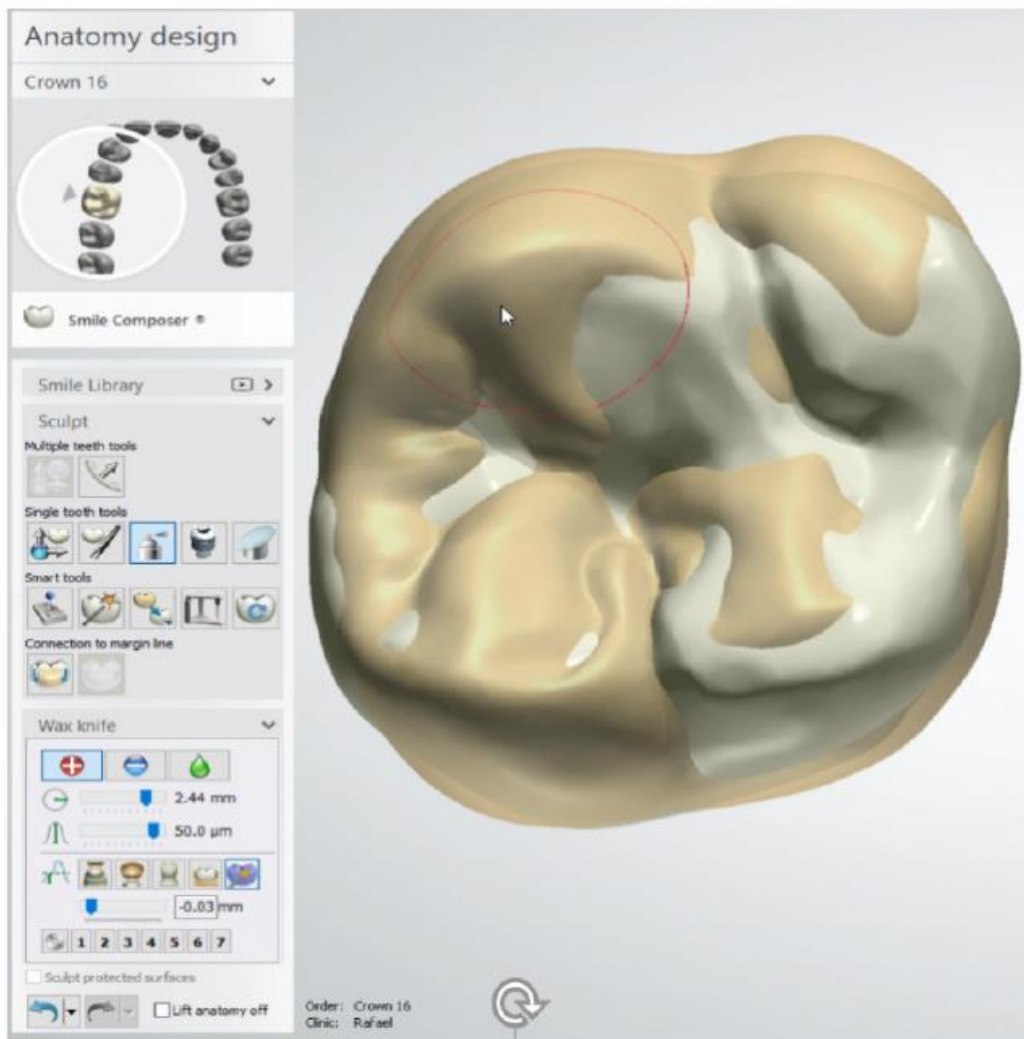 Anatomy design
Crown 16
Smile Composer ®
Smile Library
Sculpt
Multiple teeth tools
Single tooth tools
Smart tools
Connection to margin line
Wax knife
2.44 mm
50.0 µm
-0.03 mm
1 2 3 4 5 6 7
Sculpt protected surfaces
Lift anatomy off
Order: Crown 16
Clinic: Rafael